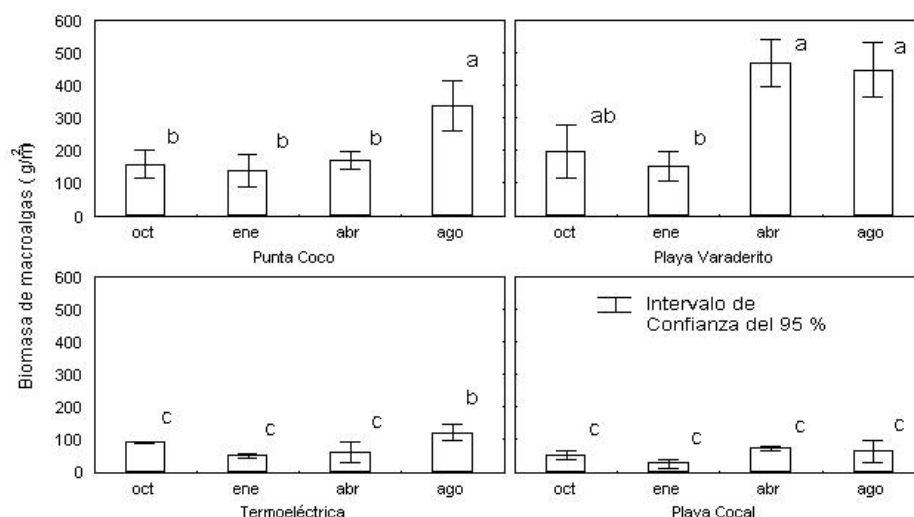 Biomasa de macroalgas ( g/m²)
600
500
400
300
200
100
0
b
b
b
a
oct ene abr ago
Punta Coco
ab
b
a
a
oct ene abr ago
Playa Varaderito
600
500
400
300
200
100
0
c
c
c
b
oct ene abr ago
Termoeléctrica
Intervalo de
Confianza del 95 %
c
c
c
c
oct ene abr ago
Playa Cocal